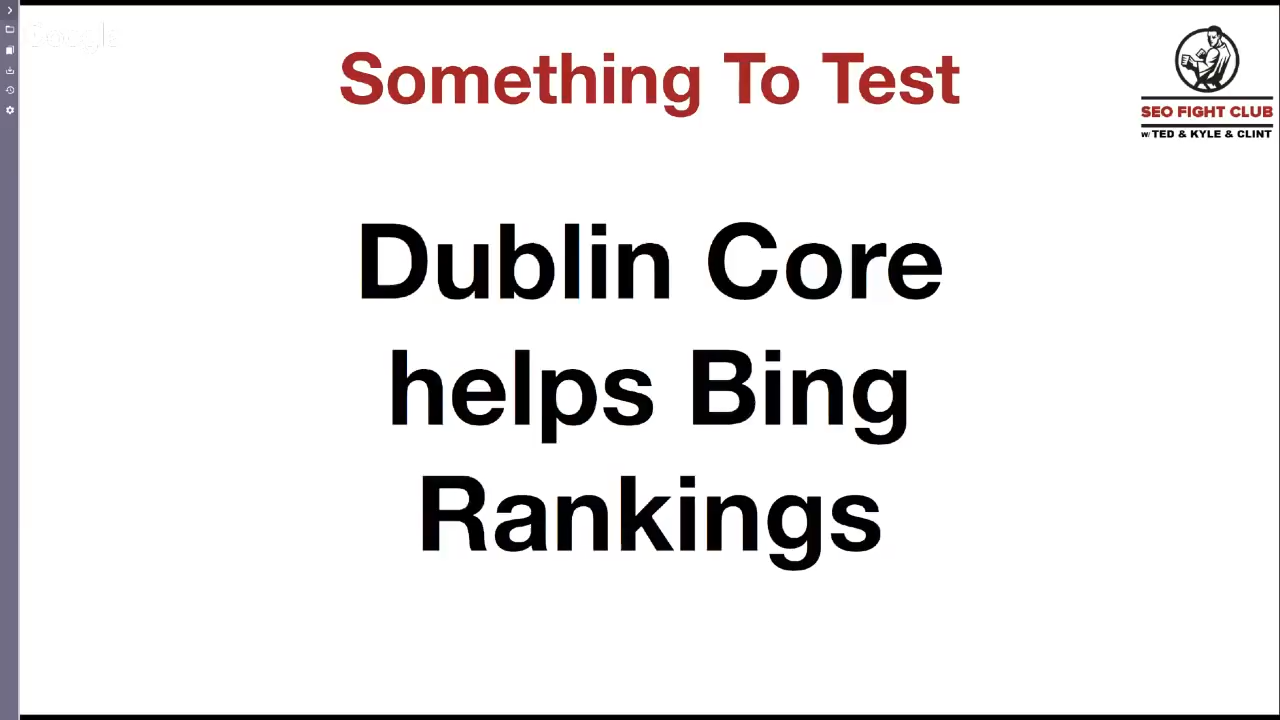 Something To Test
SEO FIGHT CLUB
W/ TED & KYLE & CLINT
Dublin Core
helps Bing
Rankings